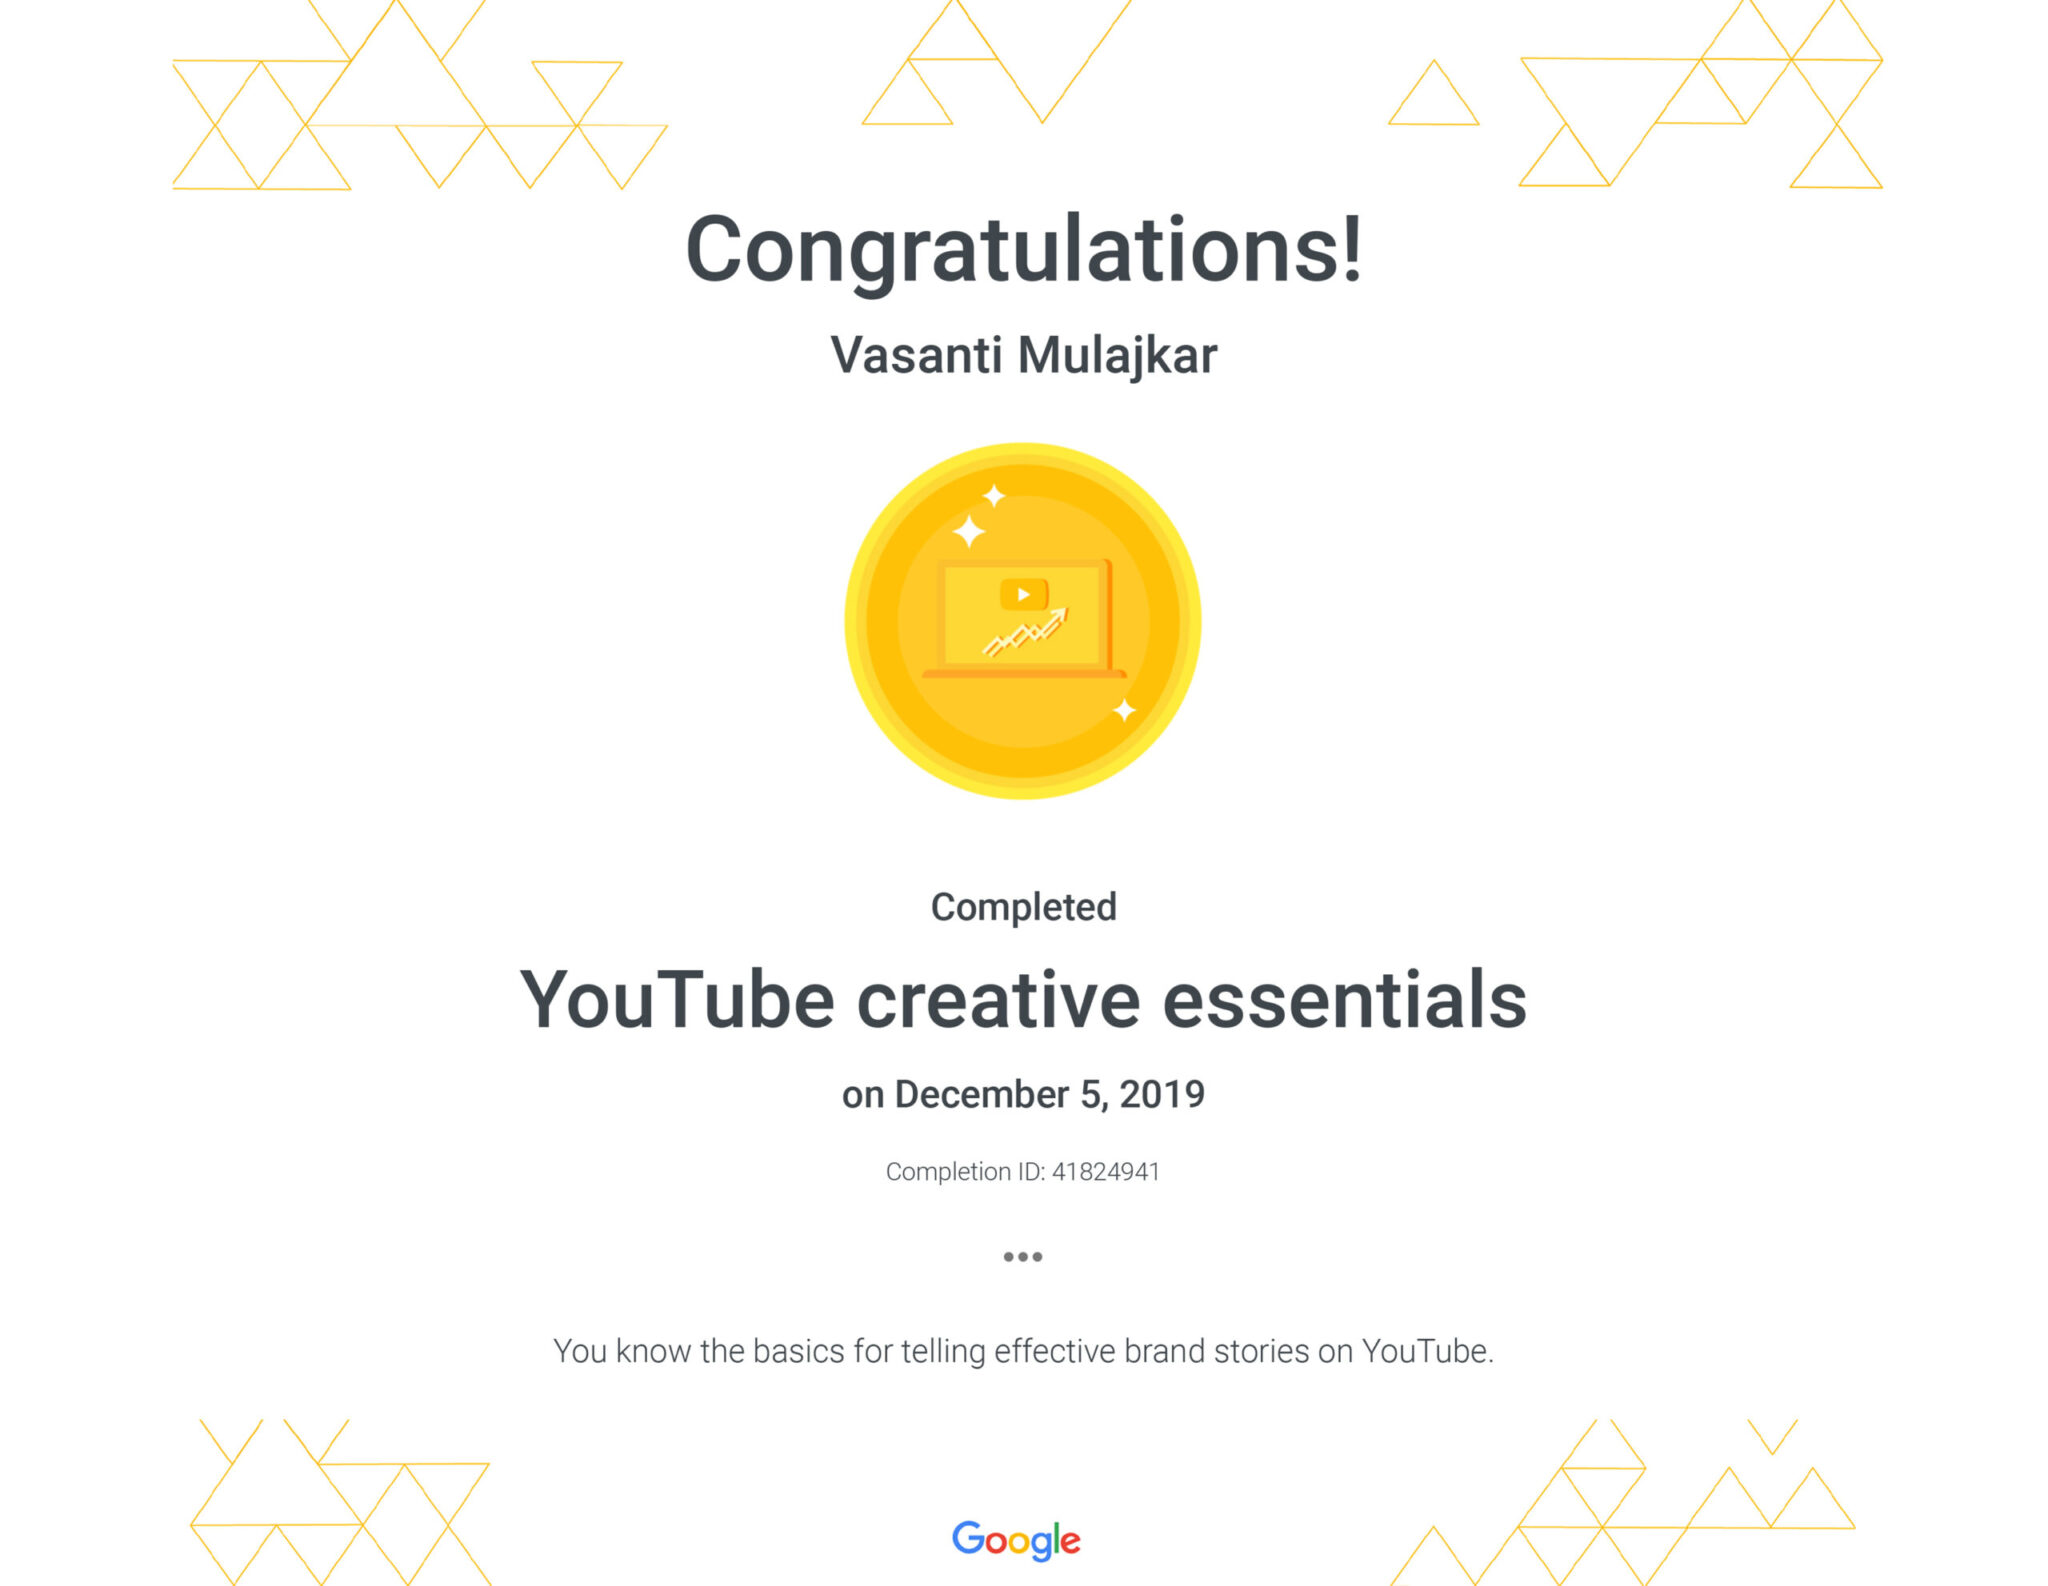 Congratulations!
Vasanti Mulajkar
Completed
YouTube creative essentials
on December 5, 2019
Completion ID: 41824941
•••
You know the basics for telling effective brand stories on YouTube.
Google